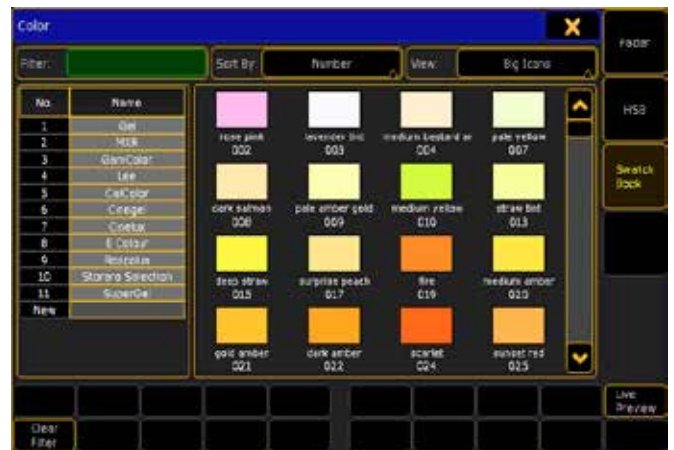 Color
Fader
Filter:
Sort By
Number
View
Big Icons
HSB
Swatch
Book
No.
Name
1
Gel
2
MXR
3
GamColor
4
Lee
5
CalColor
6
Cinegel
7
Cinelux
8
E Colour
9
Roscolux
10
Storaro Selection
11
SuperGel
New
rose pink
002
lavender tint
003
medium bastard
004
pale yellow
007
dark salmon
008
pale amber gold
009
medium yellow
010
straw tint
013
deep straw
015
surprise peach
017
fire
019
medium amber
020
gold amber
021
dark amber
022
scarlet
024
sunset red
025
Live
Preview
Clear
Filter